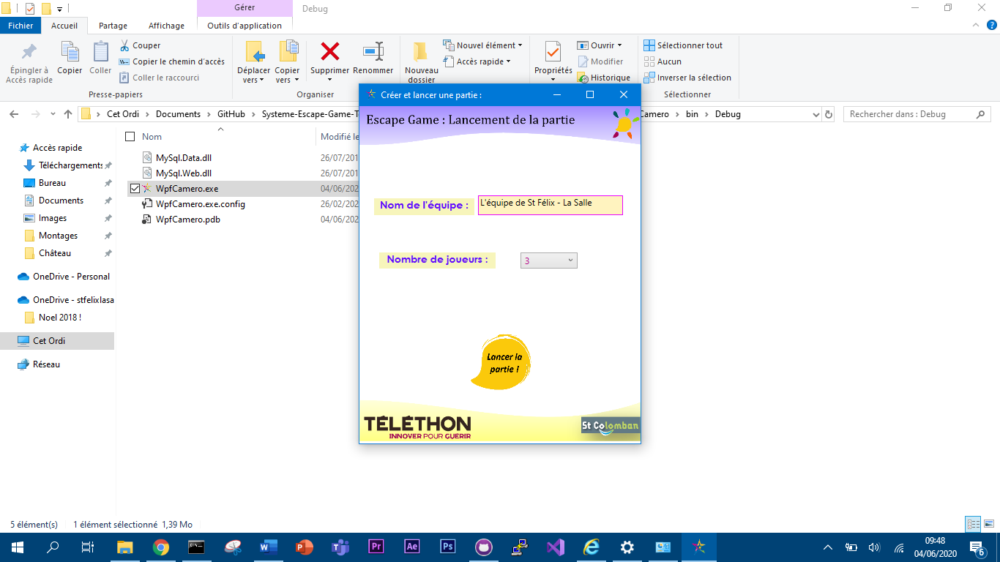 Gérer
Debug
Fichier
Accueil
Partage
Affichage
Outils d'application
Épingler à
Accès rapide
Copier
Coller
Couper
Copier le chemin d'accès
Coller le raccourci
Presse-papiers
Déplacer
vers
Copier
vers
Supprimer
Renommer
Organiser
Nouveau
dossier
Nouvel élément
Accès rapide
Propriétés
Ouvrir
Modifier
Historique
Sélectionner tout
Aucun
Inverser la sélection
Sélectionner
Cet Ordi
Documents
GitHub
Systeme-Escape-Game-T
Camero
bin
Debug
Rechercher dans : Debug
Nom
Modifié le
MySql.Data.dll
26/07/201
MySql.Web.dll
26/07/201
WpfCamero.exe
04/06/202
WpfCamero.exe.config
26/02/202
WpfCamero.pdb
04/06/202
Accès rapide
Téléchargements
Bureau
Documents
Images
Montages
Château
OneDrive - Personal
OneDrive - stfelixlasa
Noel 2018 !
Cet Ordi
Réseau
Créer et lancer une partie :
Escape Game : Lancement de la partie
Nom de l'équipe :
L'équipe de St Félix - La Salle
Nombre de joueurs :
3
Lancer la
partie !
TÉLÉTHON
INNOVER POUR GUÉRIR
St Colomban
5 élément(s)
1 élément sélectionné 1,39 Mo
Pr
Ae
Ps
09:48
04/06/2020
6